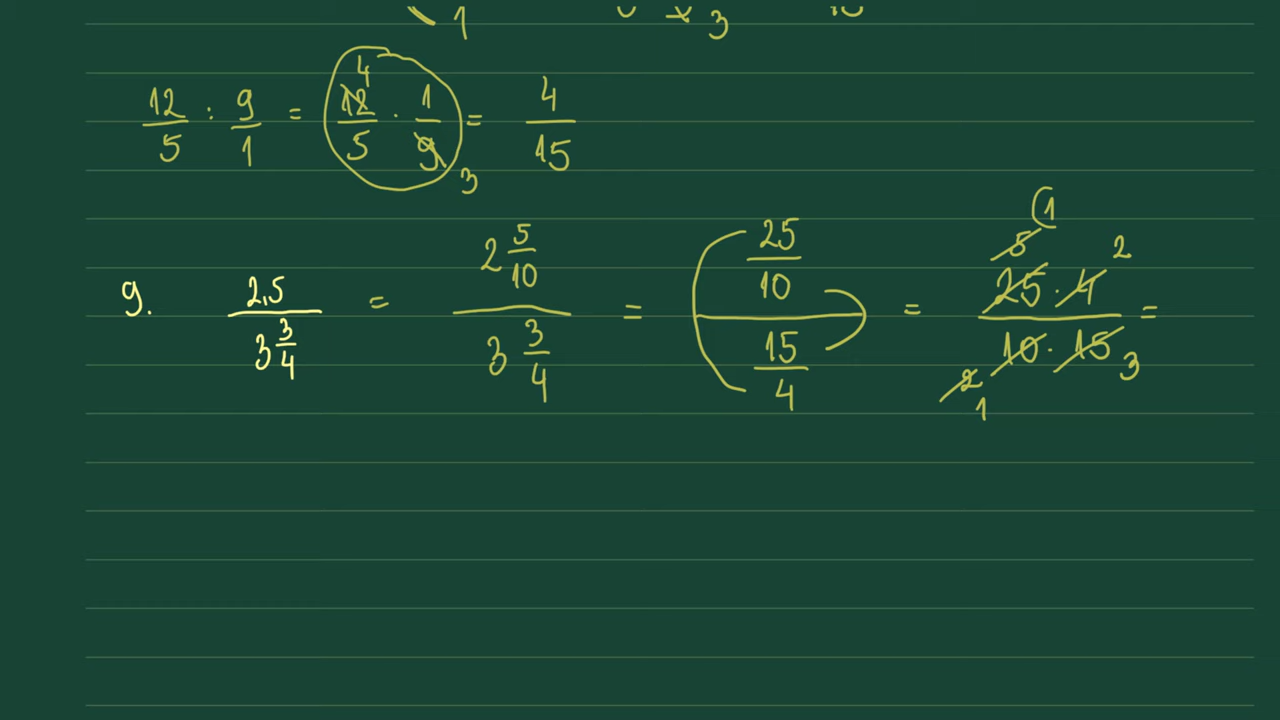 1 3
12/5 : 9/1 = 12/5 · 1/9 = 4/15
4 3
9. 2,5 / 3 3/4 = 2 5/10 / 3 3/4 = 25/10 / 15/4 = 25 · 4 / 10 · 15 =
5 1 2
2 1 3